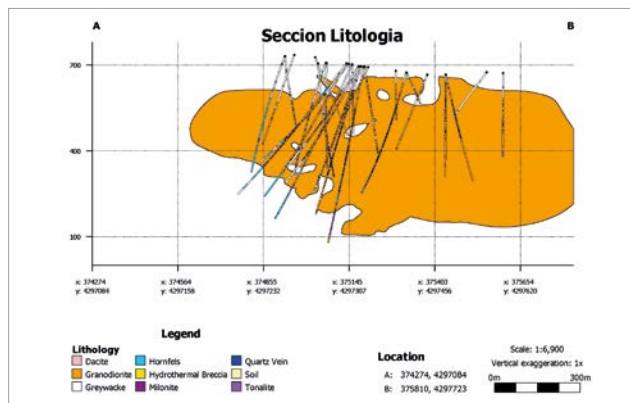 A
Seccion Litologia
B
700
400
100
x: 374274
y: 4297084
x: 374564
y: 4297158
x: 374855
y: 4297232
x: 375145
y: 4297307
x: 375403
y: 4297456
x: 375654
y: 4297620
Legend
Lithology
Dacite
Granodiorite
Greywacke
Hornfels
Hydrothermal Breccia
Milonite
Quartz Vein
Soil
Tonalite
Location
A: 374274, 4297084
B: 375810, 4297723
Scale: 1:6,900
Vertical exaggeration: 1x
0m 300m